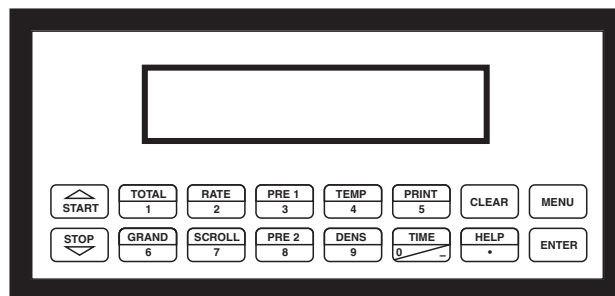 TOTAL RATE PRE 1 TEMP PRINT
START 1 2 3 4 5 CLEAR MENU
STOP GRAND SCROLL PRE 2 DENS TIME HELP
6 7 8 9 0 – • ENTER